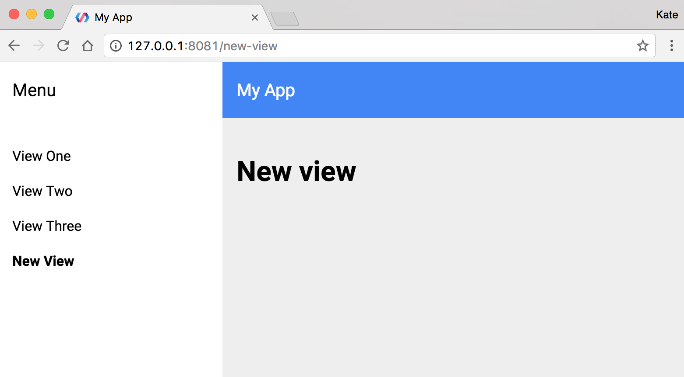 My App
Kate
127.0.0.1:8081/new-view
Menu
My App
View One
View Two
View Three
New View
New view